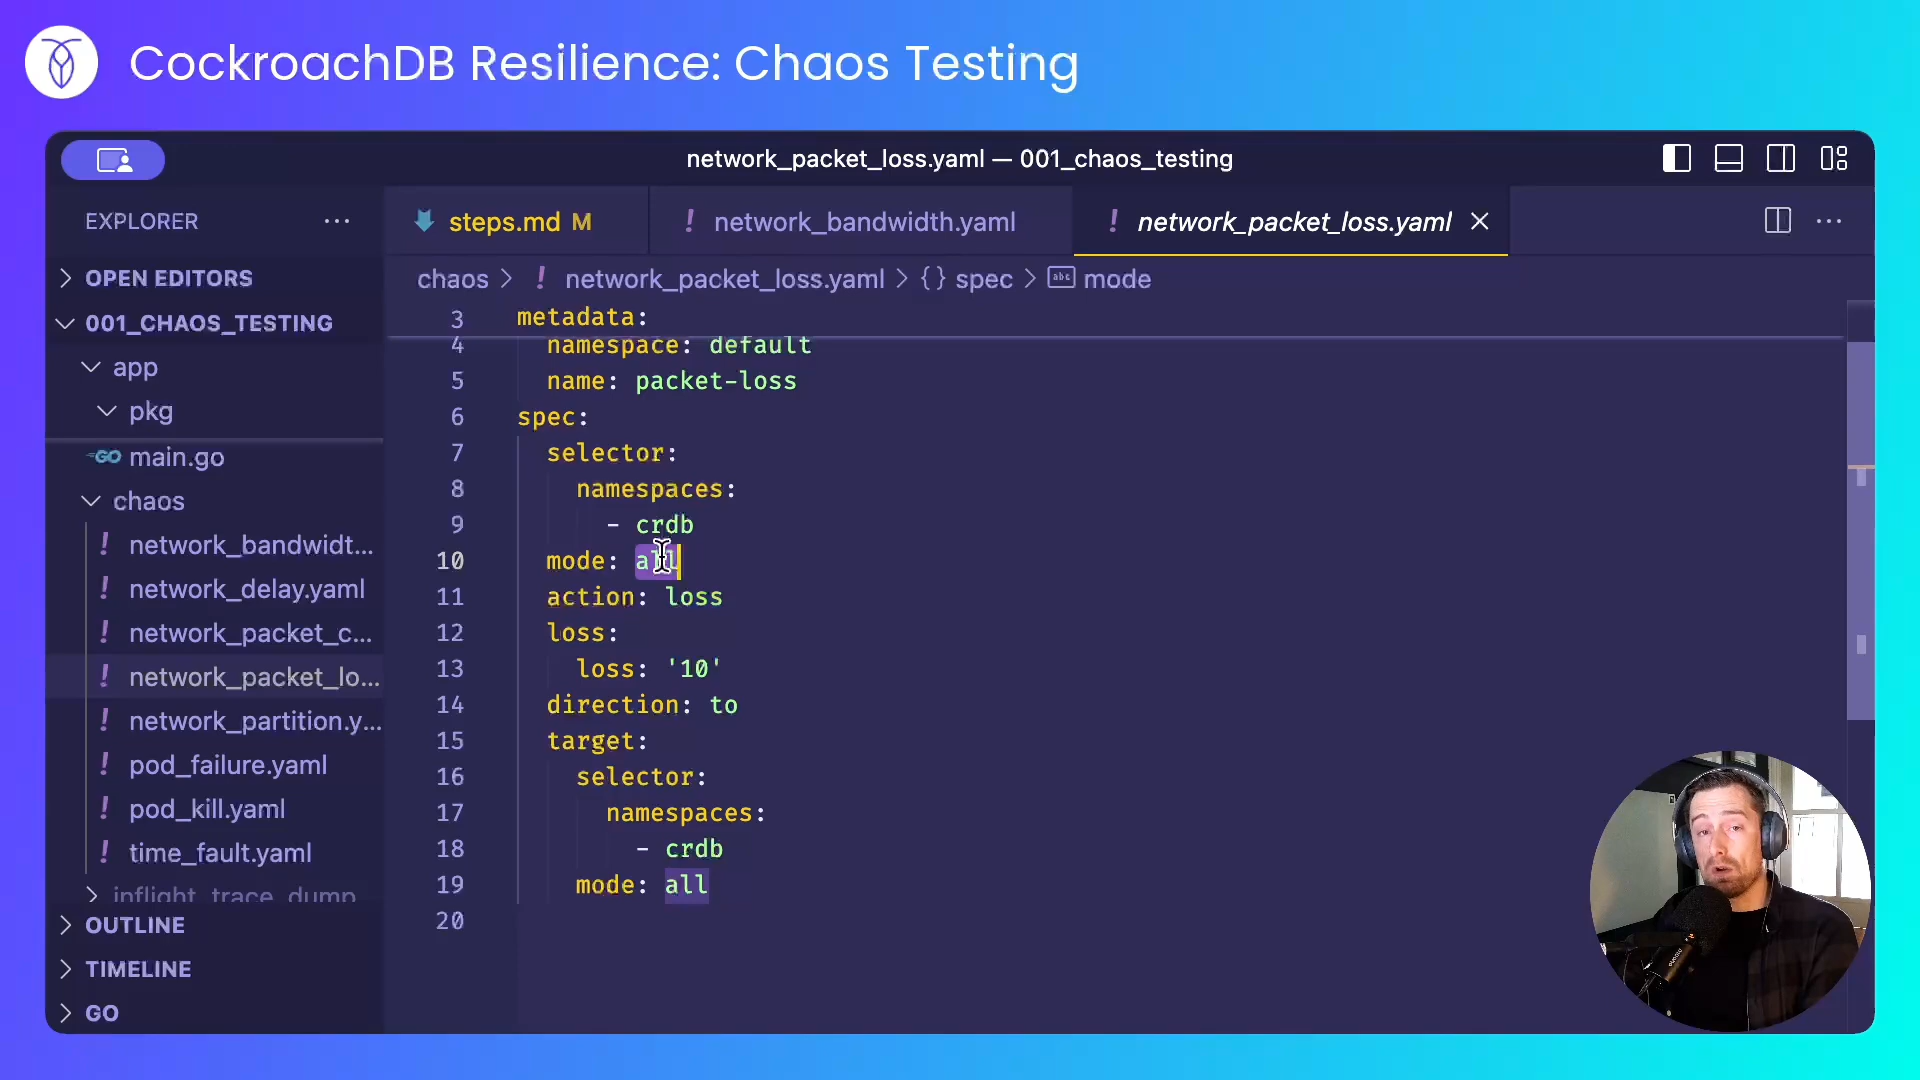 CockroachDB Resilience: Chaos Testing
network_packet_loss.yaml — 001_chaos_testing
EXPLORER
OPEN EDITORS
001_CHAOS_TESTING
app
pkg
main.go
chaos
network_bandwidt...
network_delay.yaml
network_packet_c...
network_packet_lo...
network_partition.y...
pod_failure.yaml
pod_kill.yaml
time_fault.yaml
inflight_trace_dump
OUTLINE
TIMELINE
GO
steps.md M
! network_bandwidth.yaml
! network_packet_loss.yaml
chaos > ! network_packet_loss.yaml > {} spec > abc mode
3 metadata:
4 namespace: default
5 name: packet-loss
6 spec:
7 selector:
8 namespaces:
9 - crdb
10 mode: all
11 action: loss
12 loss:
13 loss: '10'
14 direction: to
15 target:
16 selector:
17 namespaces:
18 - crdb
19 mode: all
20